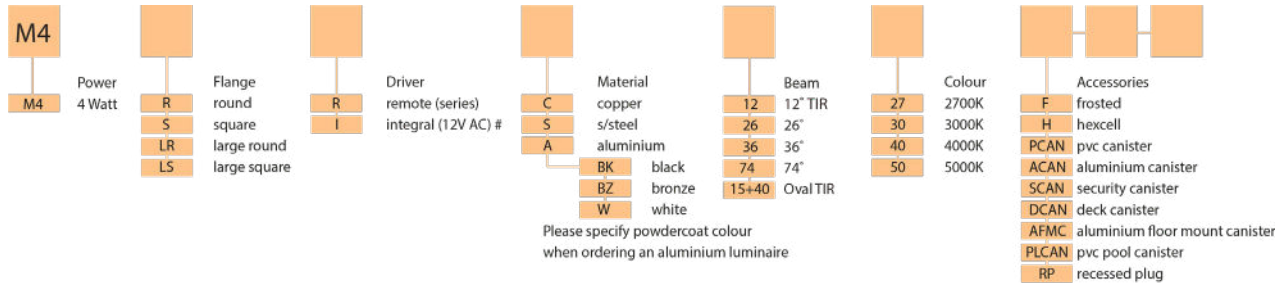 M4
Power Flange Driver Material Beam Colour Accessories
M4 4 Watt R round R remote (series) C copper 12 12° TIR 27 2700K F frosted
S square I integral (12V AC) # S s/steel 26 26° 30 3000K H hexcell
LR large round A aluminium 36 36° 40 4000K PCAN pvc canister
LS large square BK black 74 74° 50 5000K ACAN aluminium canister
BZ bronze 15+40 Oval TIR SCAN security canister
W white DCAN deck canister
Please specify powdercoat colour AFMC aluminium floor mount canister
when ordering an aluminium luminaire PLCAN pvc pool canister
RP recessed plug